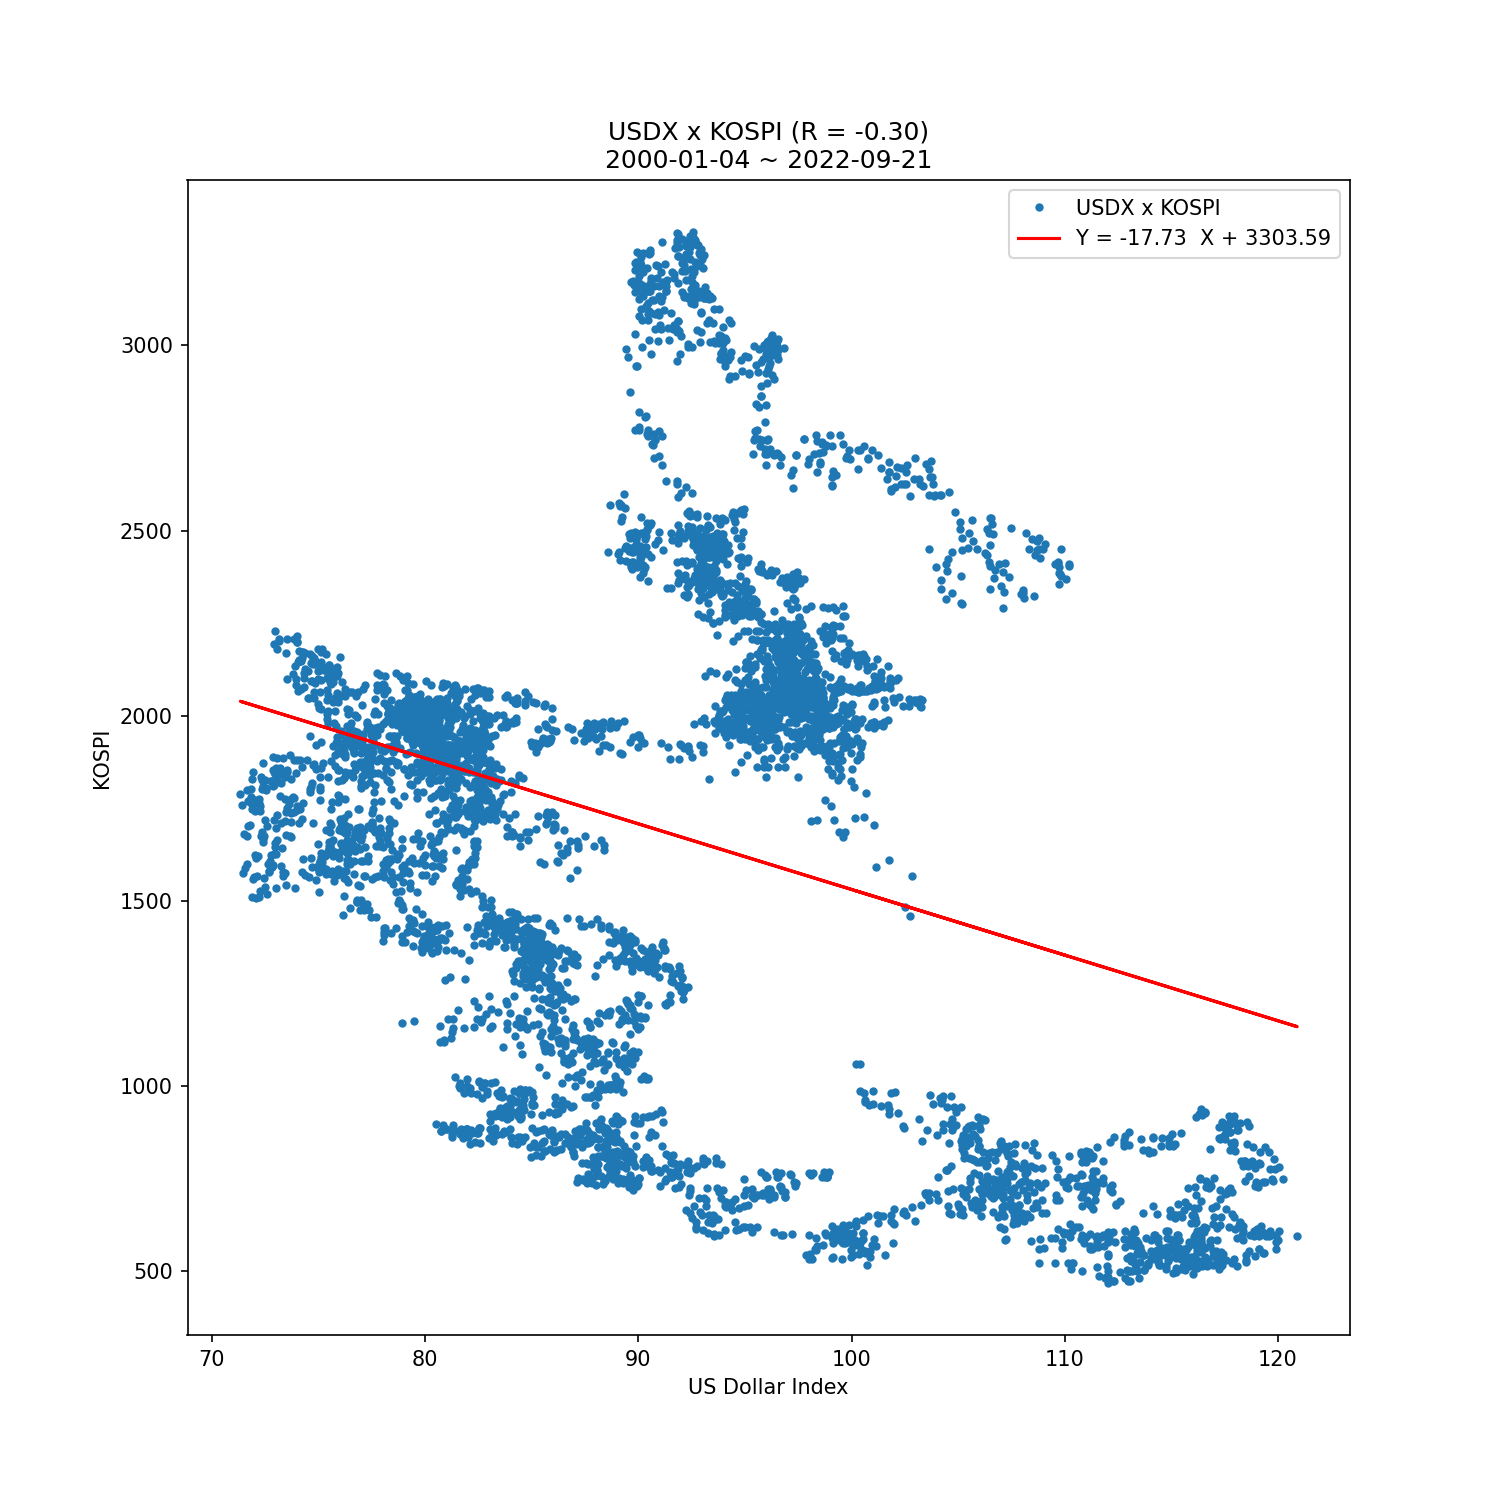 USDX x KOSPI (R = -0.30)
2000-01-04 ~ 2022-09-21
USDX x KOSPI
Y = -17.73  X + 3303.59
KOSPI
3000
2500
2000
1500
1000
500
70 80 90 100 110 120
US Dollar Index